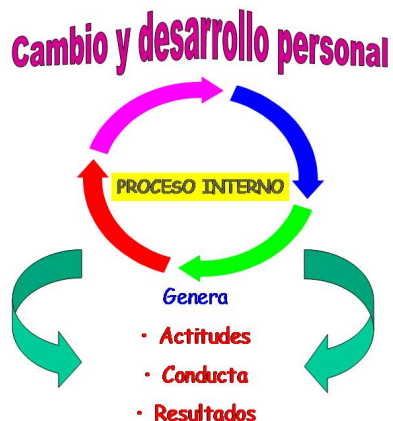 Cambio y desarrollo personal
PROCESO INTERNO
Genera
· Actitudes
· Conducta
· Resultados